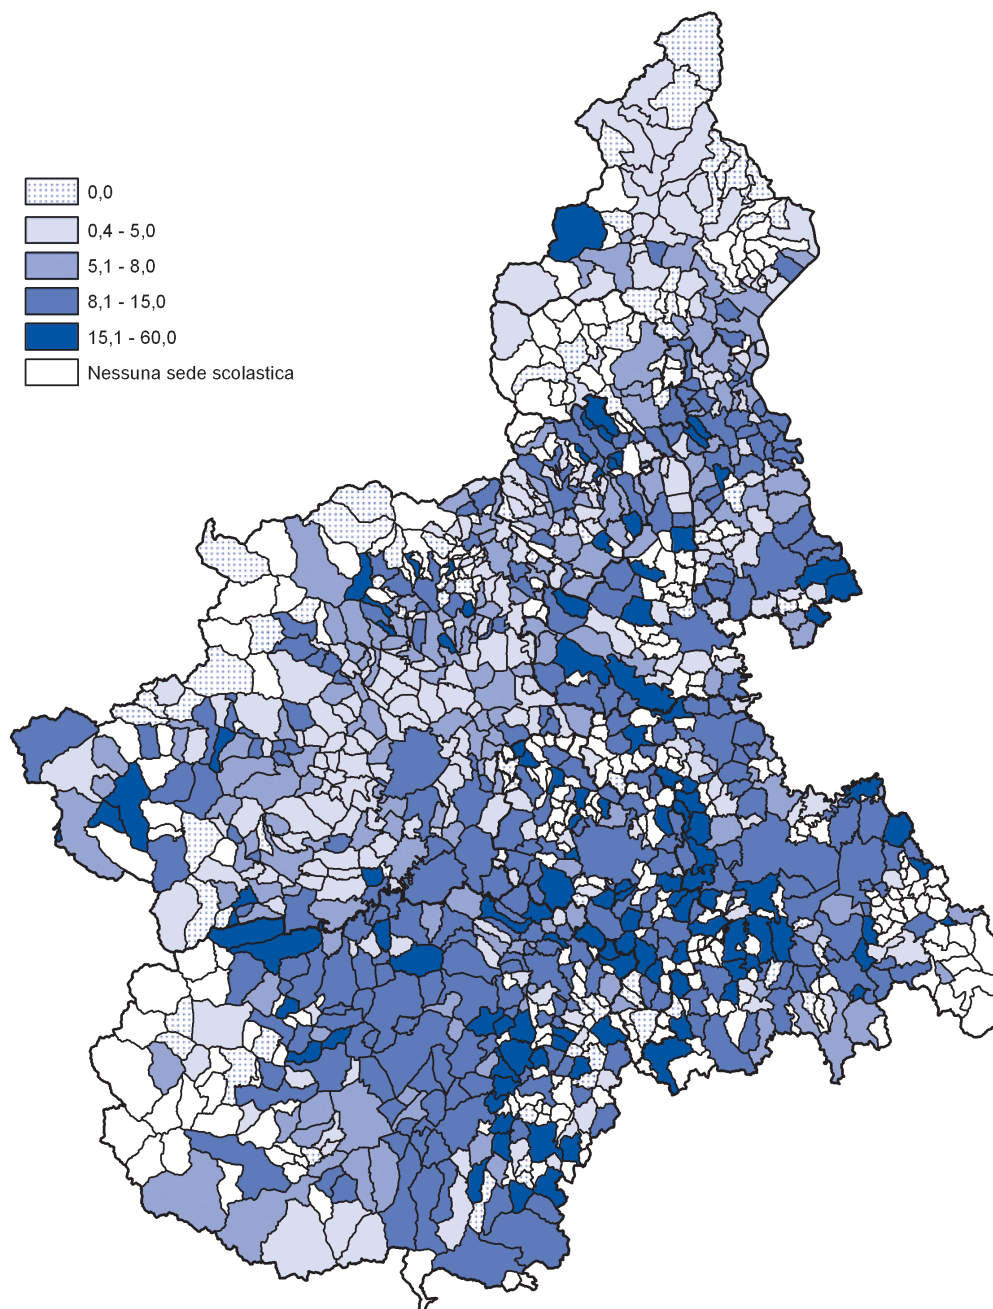 0,0
0,4 - 5,0
5,1 - 8,0
8,1 - 15,0
15,1 - 60,0
Nessuna sede scolastica